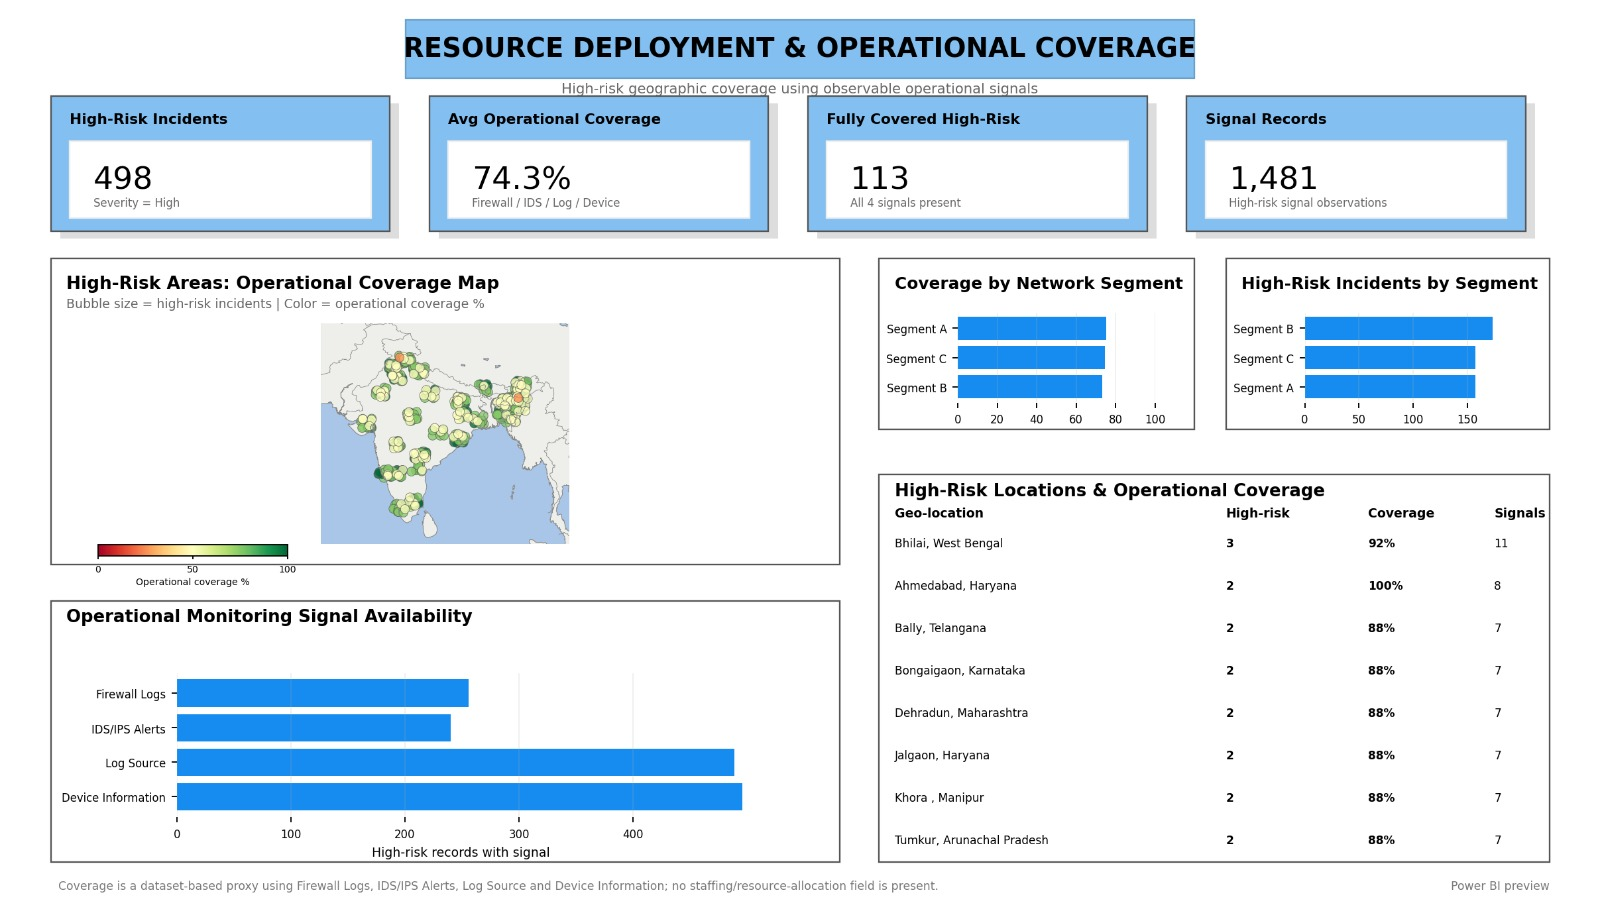 RESOURCE DEPLOYMENT & OPERATIONAL COVERAGE
High-risk geographic coverage using observable operational signals
High-Risk Incidents
498
Severity = High
Avg Operational Coverage
74.3%
Firewall / IDS / Log / Device
Fully Covered High-Risk
113
All 4 signals present
Signal Records
1,481
High-risk signal observations
High-Risk Areas: Operational Coverage Map
Bubble size = high-risk incidents | Color = operational coverage %
0 50 100
Operational coverage %
Coverage by Network Segment
Segment A
Segment C
Segment B
0 20 40 60 80 100
High-Risk Incidents by Segment
Segment B
Segment C
Segment A
0 50 100 150
Operational Monitoring Signal Availability
Firewall Logs
IDS/IPS Alerts
Log Source
Device Information
0 100 200 300 400
High-risk records with signal
High-Risk Locations & Operational Coverage
Geo-location High-risk Coverage Signals
Bhilai, West Bengal 3 92% 11
Ahmedabad, Haryana 2 100% 8
Bally, Telangana 2 88% 7
Bongaigaon, Karnataka 2 88% 7
Dehradun, Maharashtra 2 88% 7
Jalgaon, Haryana 2 88% 7
Khora , Manipur 2 88% 7
Tumkur, Arunachal Pradesh 2 88% 7
Coverage is a dataset-based proxy using Firewall Logs, IDS/IPS Alerts, Log Source and Device Information; no staffing/resource-allocation field is present.
Power BI preview